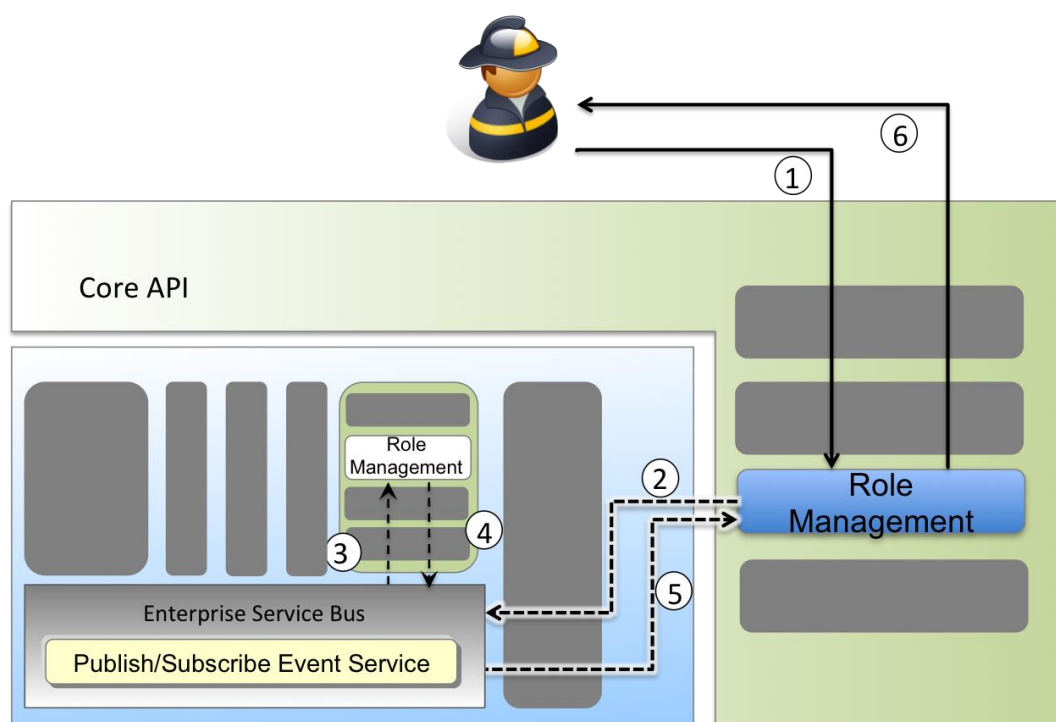 6
1
Core API
Role
Management
2
Role
Management
3
4
5
Enterprise Service Bus
Publish/Subscribe Event Service